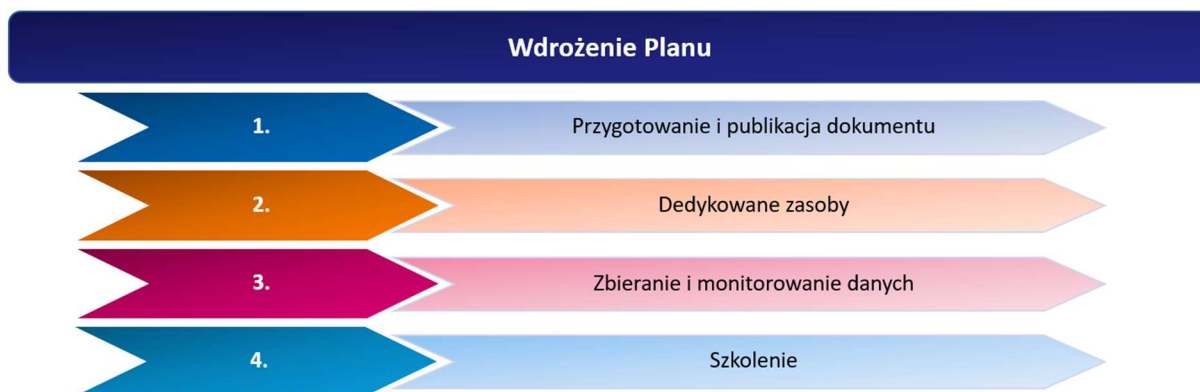 Wdrożenie Planu
1. Przygotowanie i publikacja dokumentu
2. Dedykowane zasoby
3. Zbieranie i monitorowanie danych
4. Szkolenie